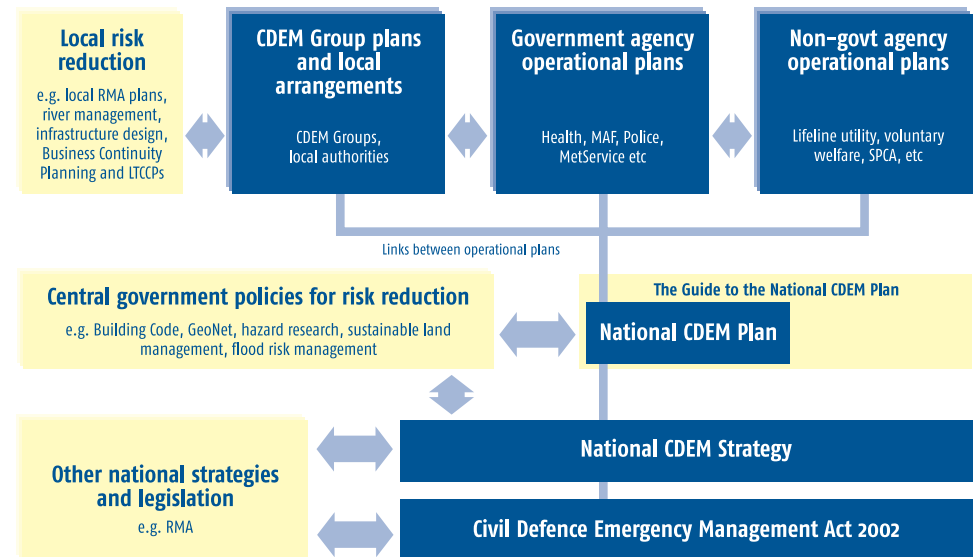 Local risk
reduction
e.g. local RMA plans,
river management,
infrastructure design,
Business Continuity
Planning and LTCCPs
CDEM Group plans
and local
arrangements
CDEM Groups,
local authorities
Government agency
operational plans
Health, MAF, Police,
MetService etc
Non-govt agency
operational plans
Lifeline utility, voluntary
welfare, SPCA, etc
Links between operational plans
Central government policies for risk reduction
e.g. Building Code, GeoNet, hazard research, sustainable land
management, flood risk management
The Guide to the National CDEM Plan
National CDEM Plan
Other national strategies
and legislation
e.g. RMA
National CDEM Strategy
Civil Defence Emergency Management Act 2002